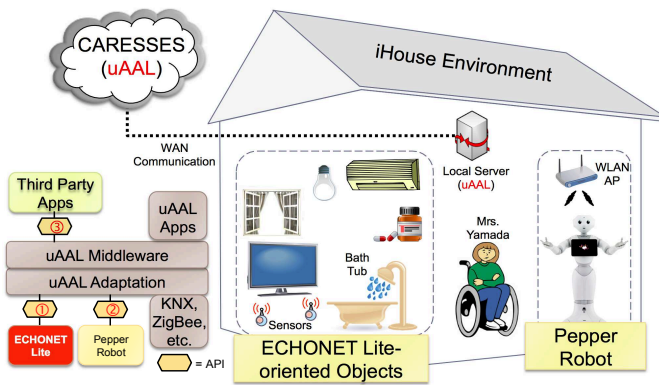 CARESSES
(uAAL)
iHouse Environment
WAN
Communication
Local Server
(uAAL)
WLAN
AP
Third Party
Apps
③
uAAL
Apps
uAAL Middleware
uAAL Adaptation
①
②
KNX,
ZigBee,
etc.
ECHONET
Lite
Pepper
Robot
= API
Bath
Tub
Sensors
Mrs.
Yamada
ECHONET Lite-
oriented Objects
Pepper
Robot